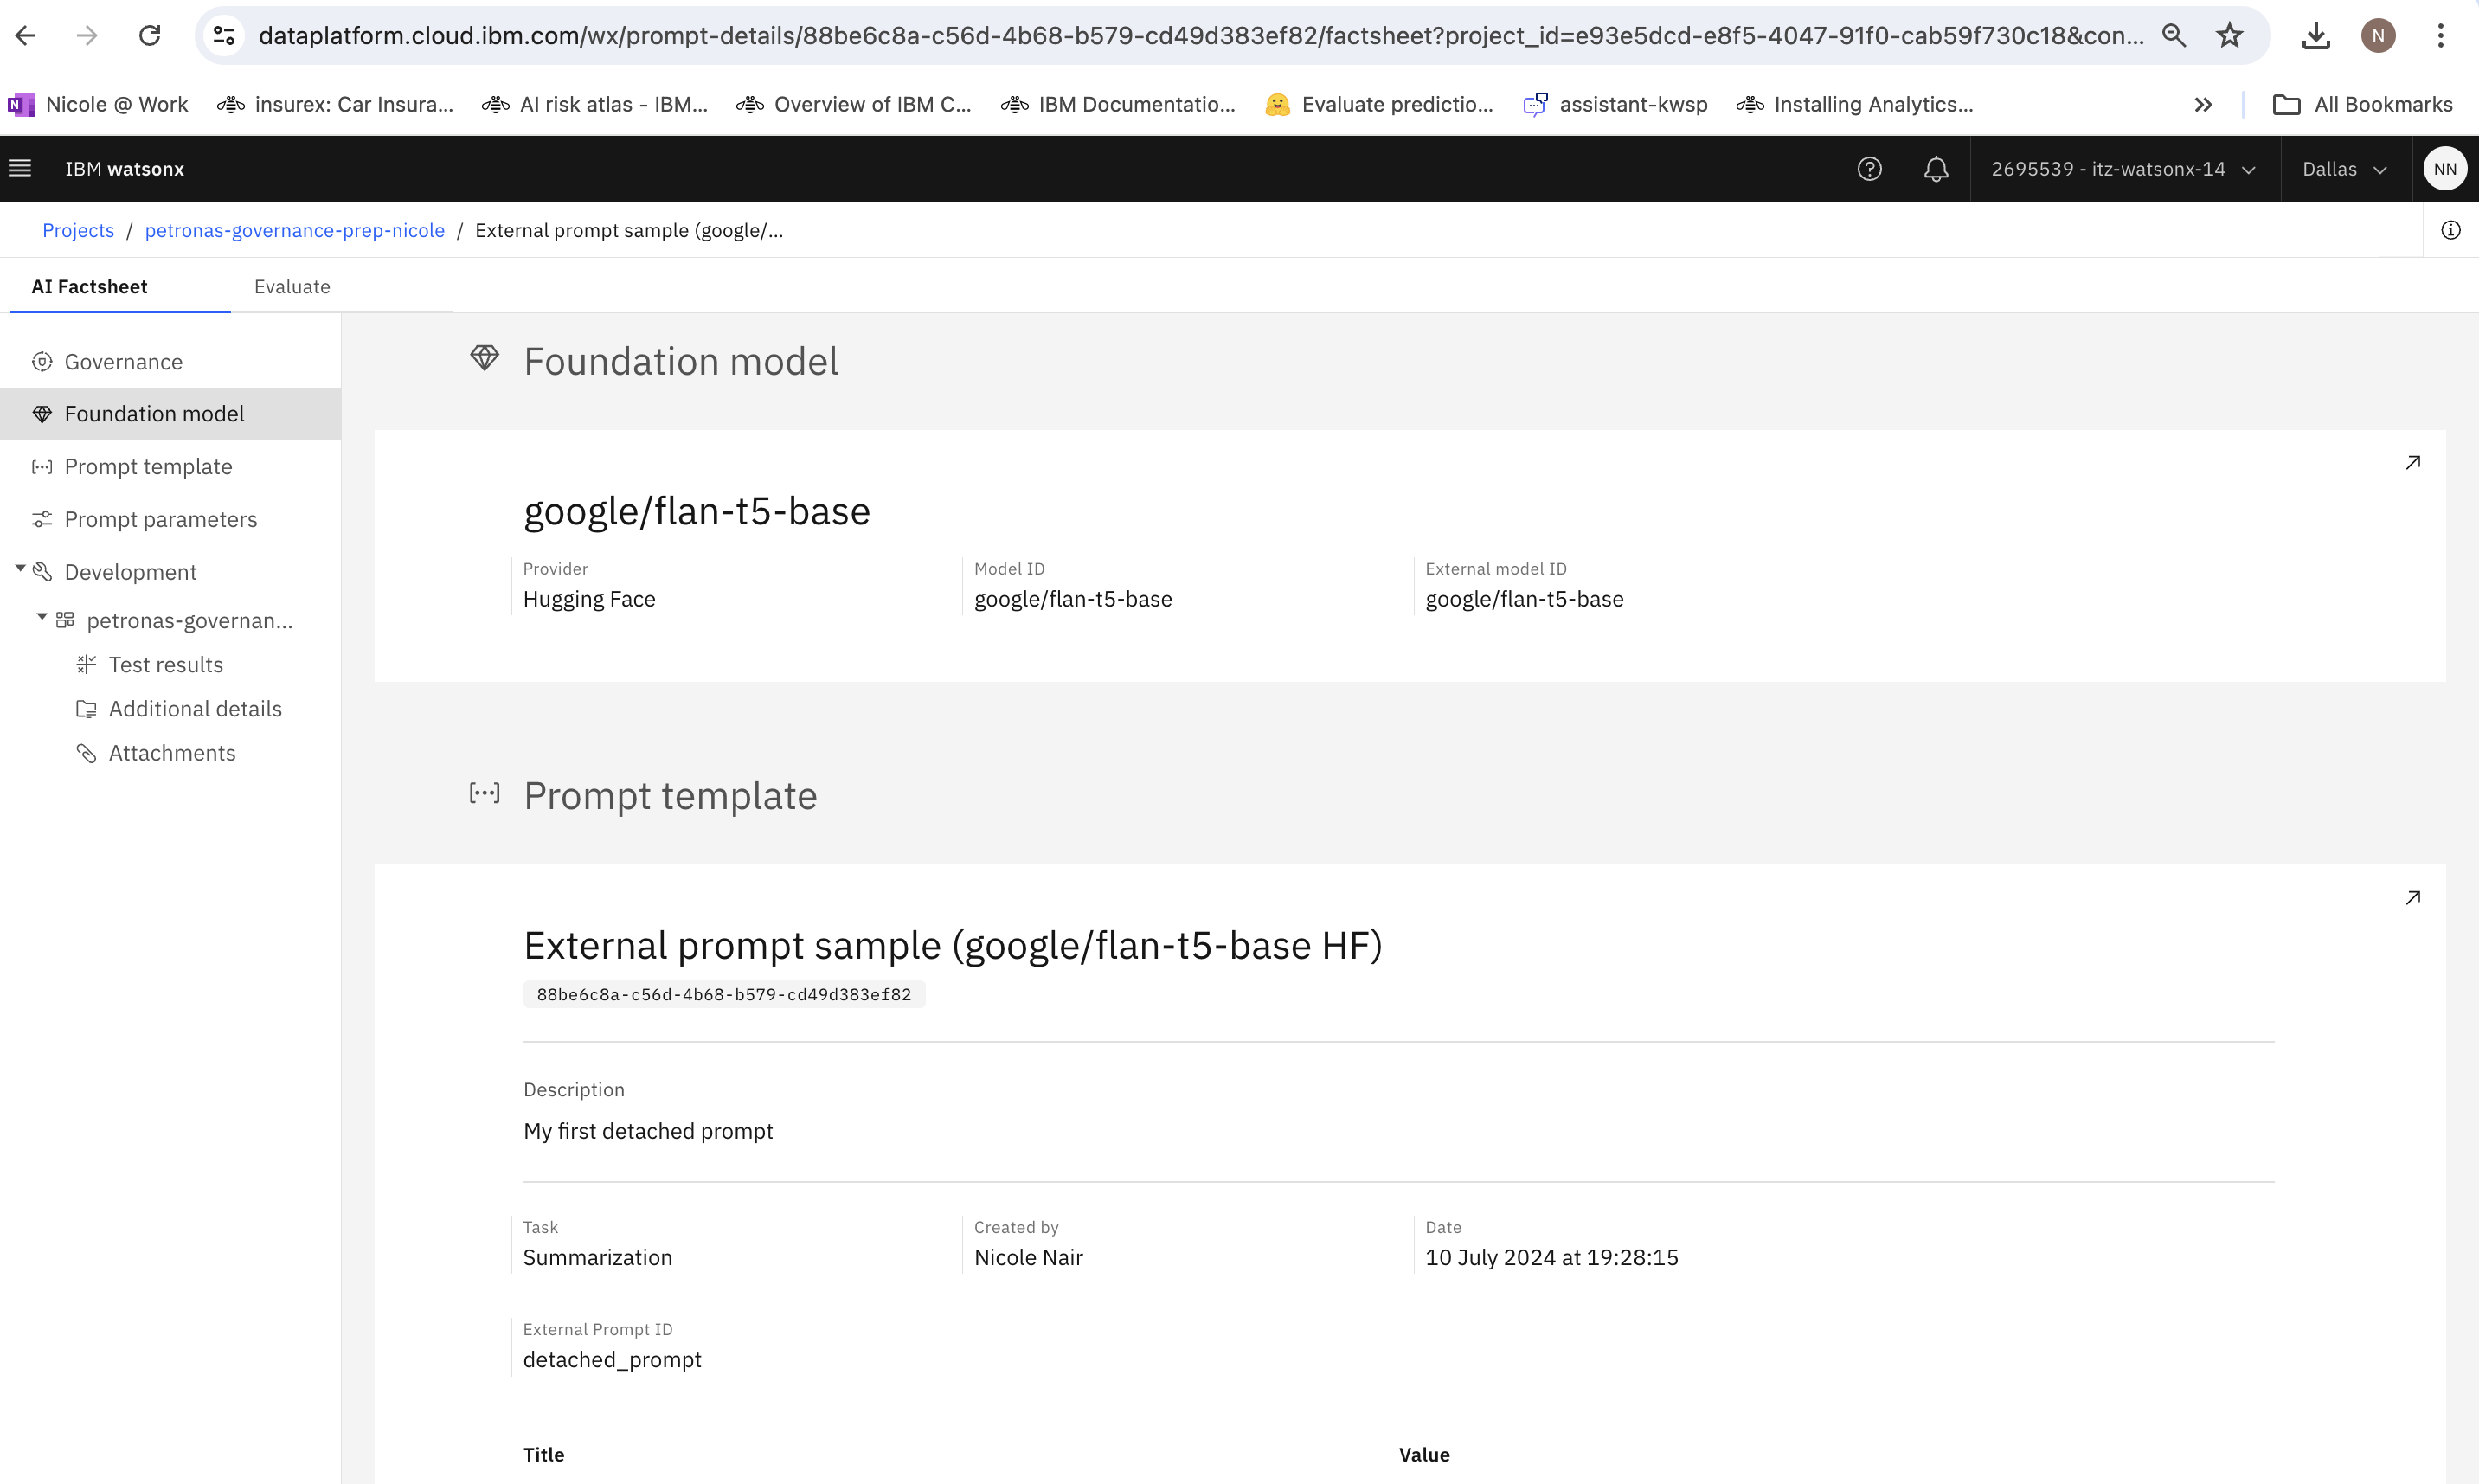 dataplatform.cloud.ibm.com/wx/prompt-details/88be6c8a-c56d-4b68-b579-cd49d383ef82/factsheet?project_id=e93e5dcd-e8f5-4047-91f0-cab59f730c18&con... N
N Nicole @ Work insurex: Car Insura... AI risk atlas - IBM... Overview of IBM C... IBM Documentatio... Evaluate predictio... assistant-kwsp Installing Analytics... All Bookmarks
IBM watsonx 2695539 - itz-watsonx-14 Dallas NN
Projects / petronas-governance-prep-nicole / External prompt sample (google/...
AI Factsheet Evaluate
Governance
Foundation model
Prompt template
Prompt parameters
Development
petronas-governan...
Test results
Additional details
Attachments
Foundation model
google/flan-t5-base
Provider Model ID External model ID
Hugging Face google/flan-t5-base google/flan-t5-base
Prompt template
External prompt sample (google/flan-t5-base HF)
88be6c8a-c56d-4b68-b579-cd49d383ef82
Description
My first detached prompt
Task Created by Date
Summarization Nicole Nair 10 July 2024 at 19:28:15
External Prompt ID
detached_prompt
Title Value